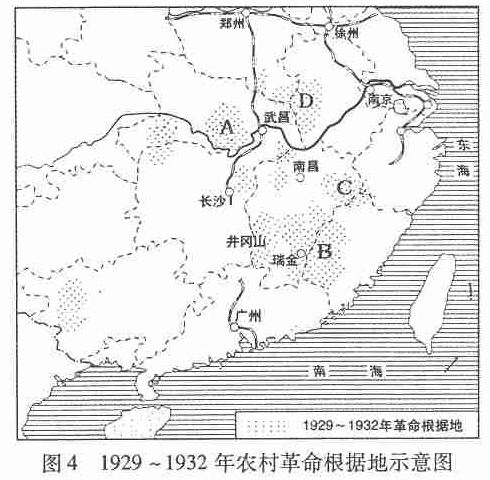 郑州
徐州
D
南京
A
武昌
东
海
南昌
C
长沙
井冈山
B
瑞金
广州
南 海
1929～1932年革命根据地
图4 1929～1932年农村革命根据地示意图